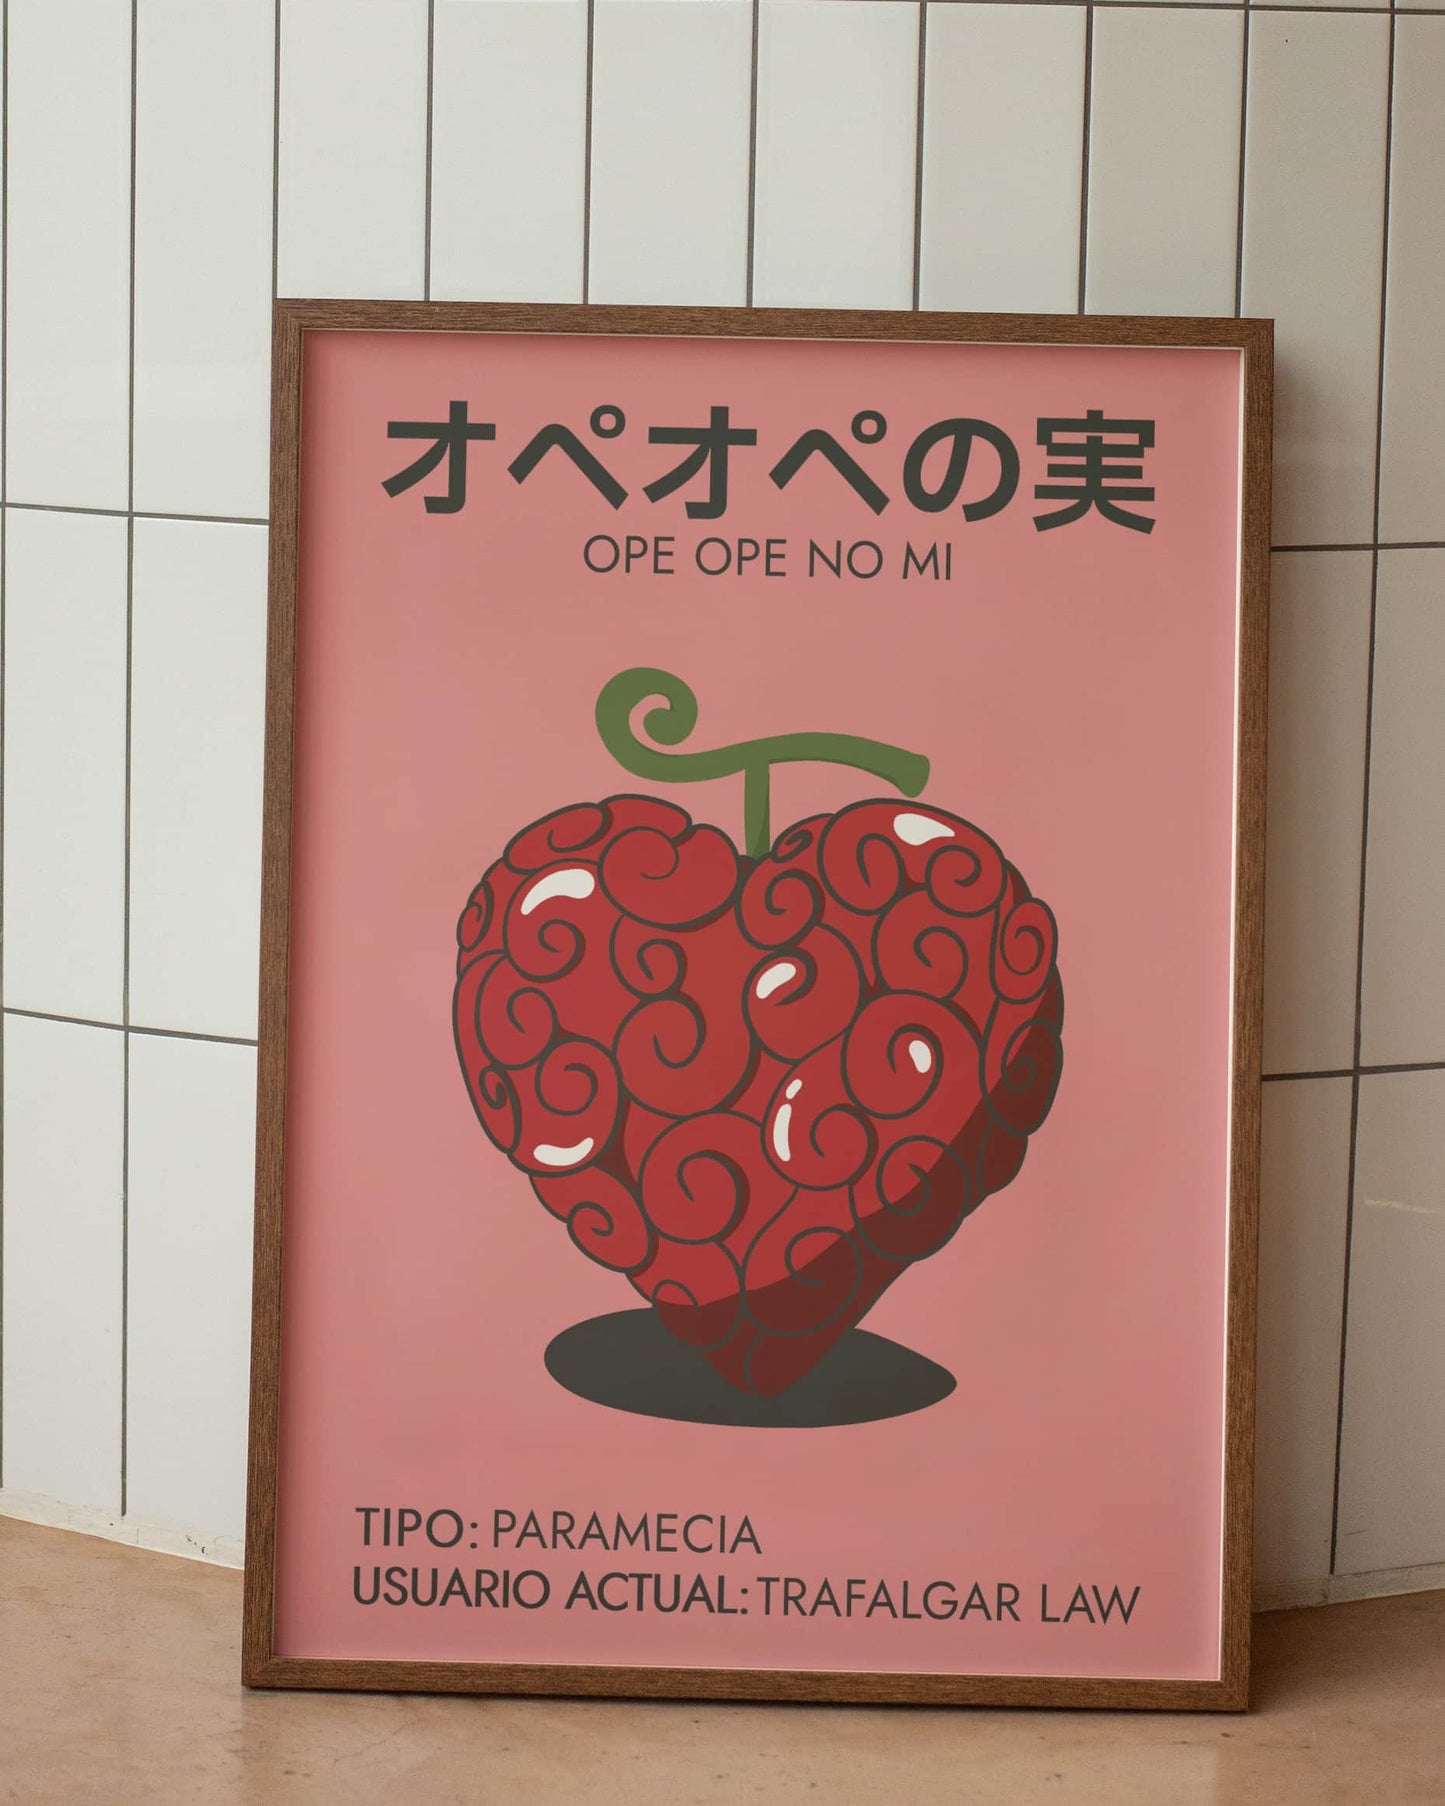 オペオペの実
OPE OPE NO MI
TIPO: PARAMECIA
USUARIO ACTUAL: TRAFALGAR LAW